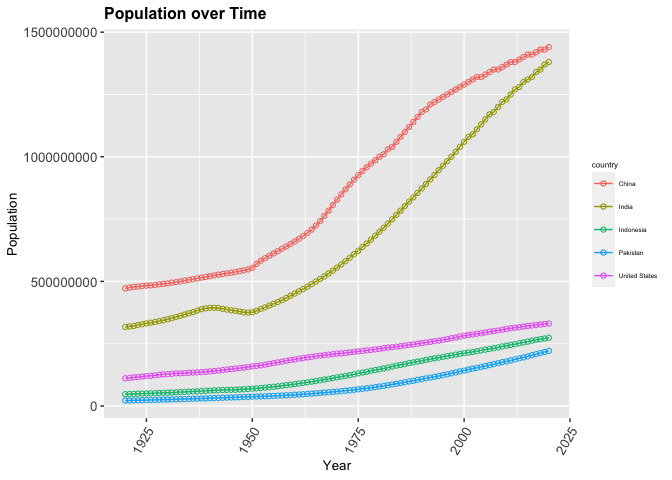 Population over Time
1500000000
1000000000
500000000
0
Population
1925
1950
1975
2000
2025
Year
country
China
India
Indonesia
Pakistan
United States